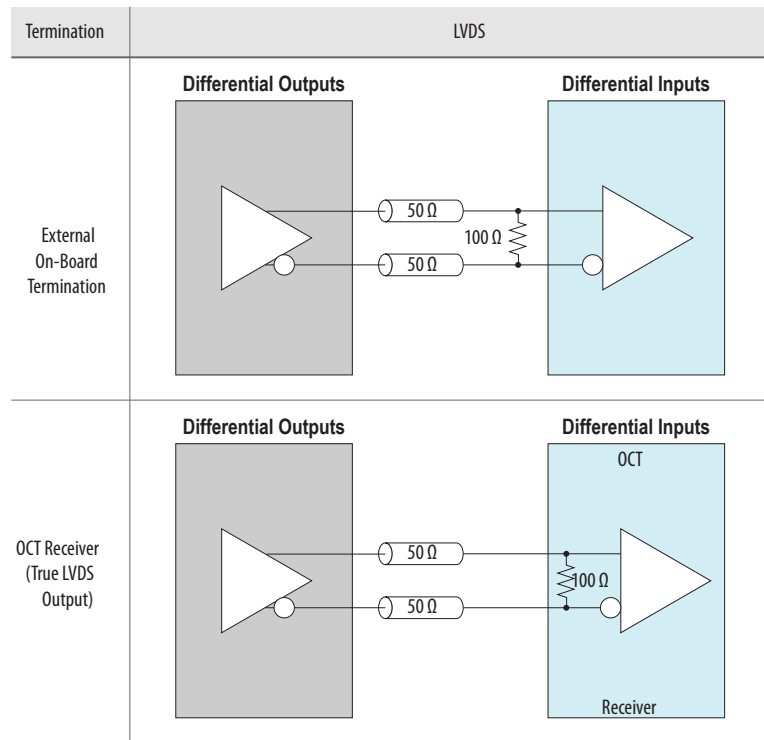 Termination
LVDS
Differential Outputs
Differential Inputs
External
On-Board
Termination
50 Ω
100 Ω
50 Ω
Differential Outputs
Differential Inputs
OCT
OCT Receiver
(True LVDS
Output)
50 Ω
100 Ω
50 Ω
Receiver